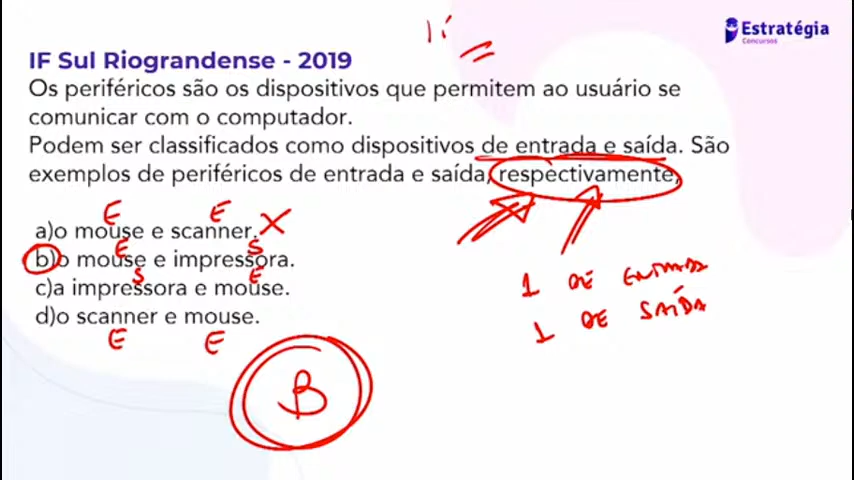 Estratégia
Concursos
IF Sul Riograndense - 2019
Os periféricos são os dispositivos que permitem ao usuário se
comunicar com o computador.
Podem ser classificados como dispositivos de entrada e saída. São
exemplos de periféricos de entrada e saída, respectivamente,
E E
a)o mouse e scanner. X
E S
b)o mouse e impressora.
S E
c)a impressora e mouse.
d)o scanner e mouse.
E E
1 DE ENTRADA
1 DE SAÍDA
B